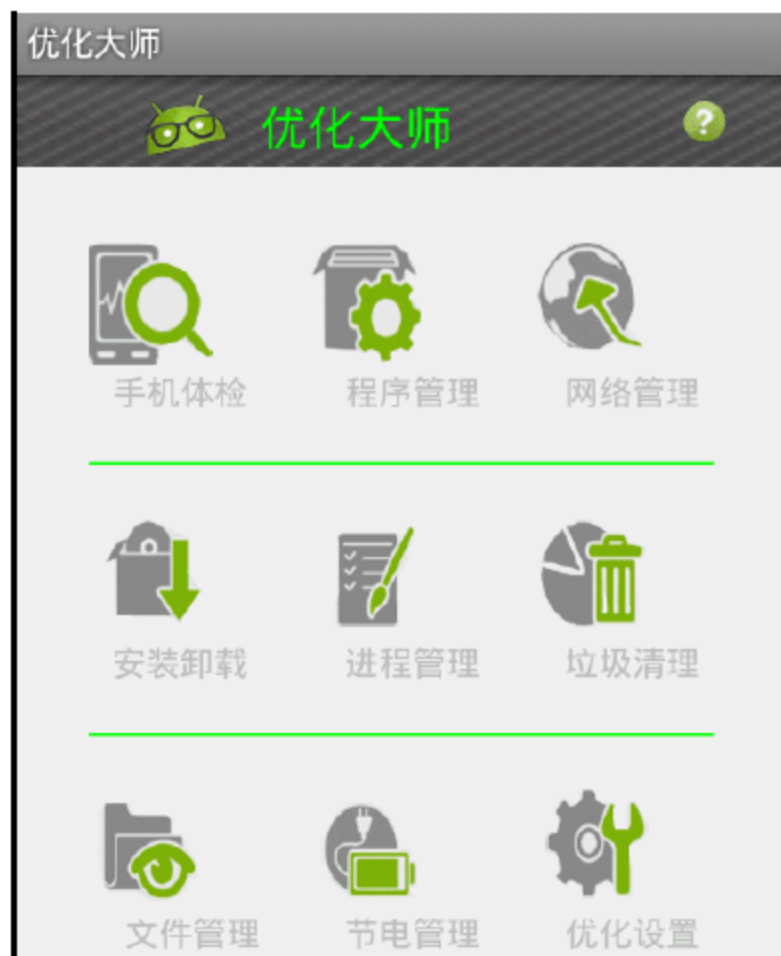 优化大师
优化大师 ?
手机体检 程序管理 网络管理
安装卸载 进程管理 垃圾清理
文件管理 节电管理 优化设置